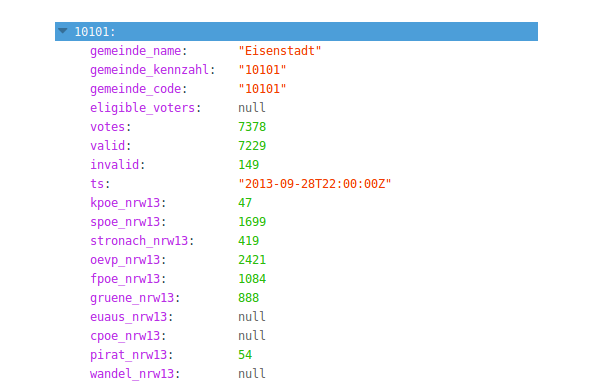 10101:
gemeinde_name: "Eisenstadt"
gemeinde_kennzahl: "10101"
gemeinde_code: "10101"
eligible_voters: null
votes: 7378
valid: 7229
invalid: 149
ts: "2013-09-28T22:00:00Z"
kpoe_nrw13: 47
spoe_nrw13: 1699
stronach_nrw13: 419
oevp_nrw13: 2421
fpoe_nrw13: 1084
gruene_nrw13: 888
euaus_nrw13: null
cpoe_nrw13: null
pirat_nrw13: 54
wandel_nrw13: null